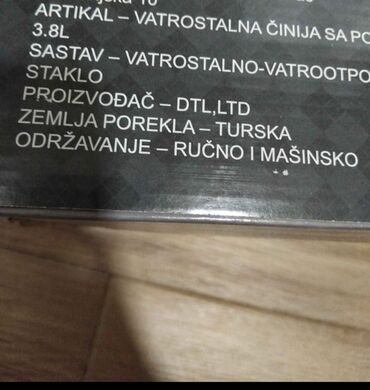 ARTIKAL – VATROSTALNA ČINIJA SA
3.8L
SASTAV – VATROSTALNO-VATROOTPO
STAKLO
PROIZVOĐAČ – DTL,LTD
ZEMLJA POREKLA – TURSKA
ODRŽAVANJE – RUČNO I MAŠINSKO